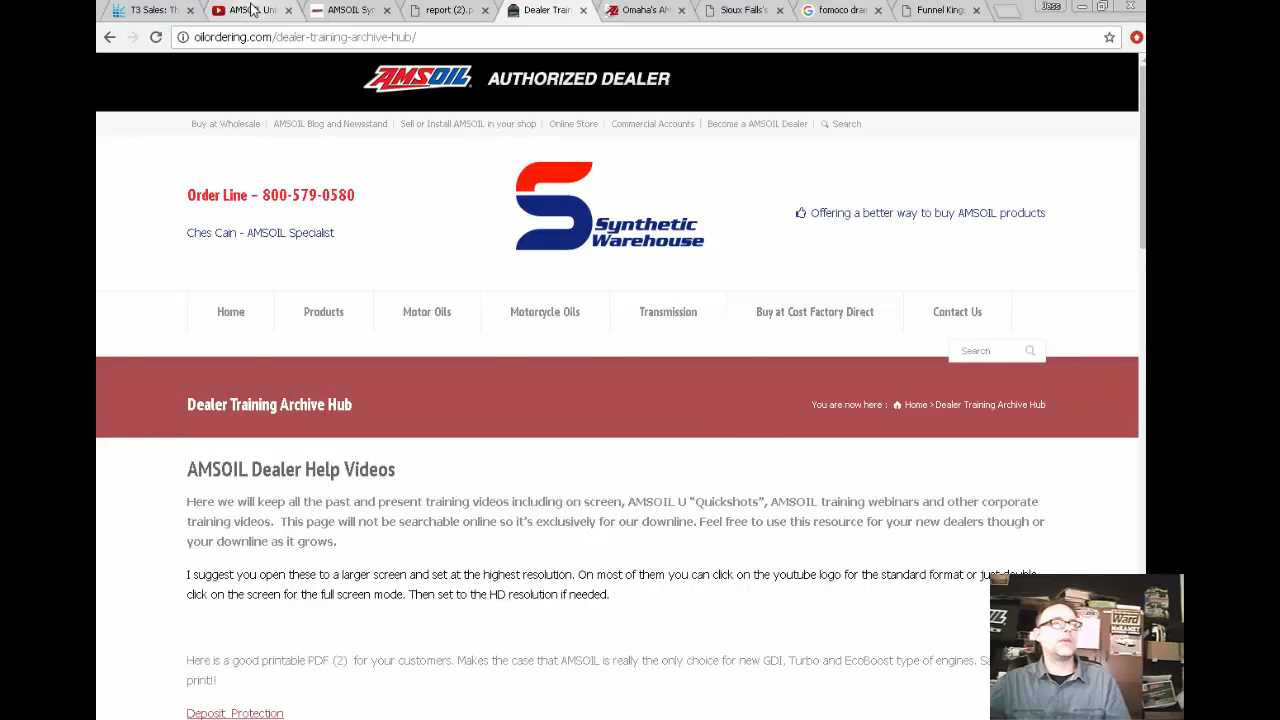 T3 Sales: Th
AMSOIL Uni
AMSOIL Syn
report (2).p
Dealer Train
Omaha's AM
Sioux Falls's
fomoco drain
Funnel King
Jess
oilordering.com/dealer-training-archive-hub/
AMSOIL AUTHORIZED DEALER
Buy at Wholesale | AMSOIL Blog and Newsstand | Sell or Install AMSOIL in your shop | Online Store | Commercial Accounts | Become a AMSOIL Dealer | Search
Order Line – 800-579-0580
Ches Cain - AMSOIL Specialist
Synthetic
Warehouse
Offering a better way to buy AMSOIL products
Home
Products
Motor Oils
Motorcycle Oils
Transmission
Buy at Cost Factory Direct
Contact Us
Search
Dealer Training Archive Hub
You are now here : Home > Dealer Training Archive Hub
AMSOIL Dealer Help Videos
Here we will keep all the past and present training videos including on screen, AMSOIL U “Quickshots”, AMSOIL training webinars and other corporate
training videos. This page will not be searchable online so it’s exclusively for our downline. Feel free to use this resource for your new dealers though or
your downline as it grows.
I suggest you open these to a larger screen and set at the highest resolution. On most of them you can click on the youtube logo for the standard format or just double
click on the screen for the full screen mode. Then set to the HD resolution if needed.
Here is a good printable PDF (2) for your customers. Makes the case that AMSOIL is really the only choice for new GDI, Turbo and EcoBoost type of engines.
print!!
Deposit Protection
Ward